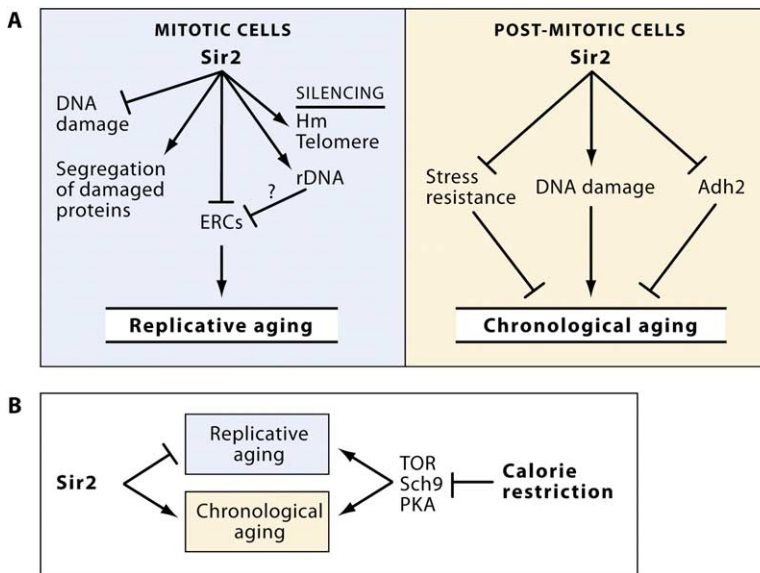 A
MITOTIC CELLS
Sir2
DNA
damage
SILENCING
Hm
Telomere
Segregation
of damaged
proteins
rDNA
?
ERCs
Replicative aging
POST-MITOTIC CELLS
Sir2
Stress
resistance
DNA damage
Adh2
Chronological aging
B
Sir2
Replicative
aging
Chronological
aging
TOR
Sch9
PKA
Calorie
restriction